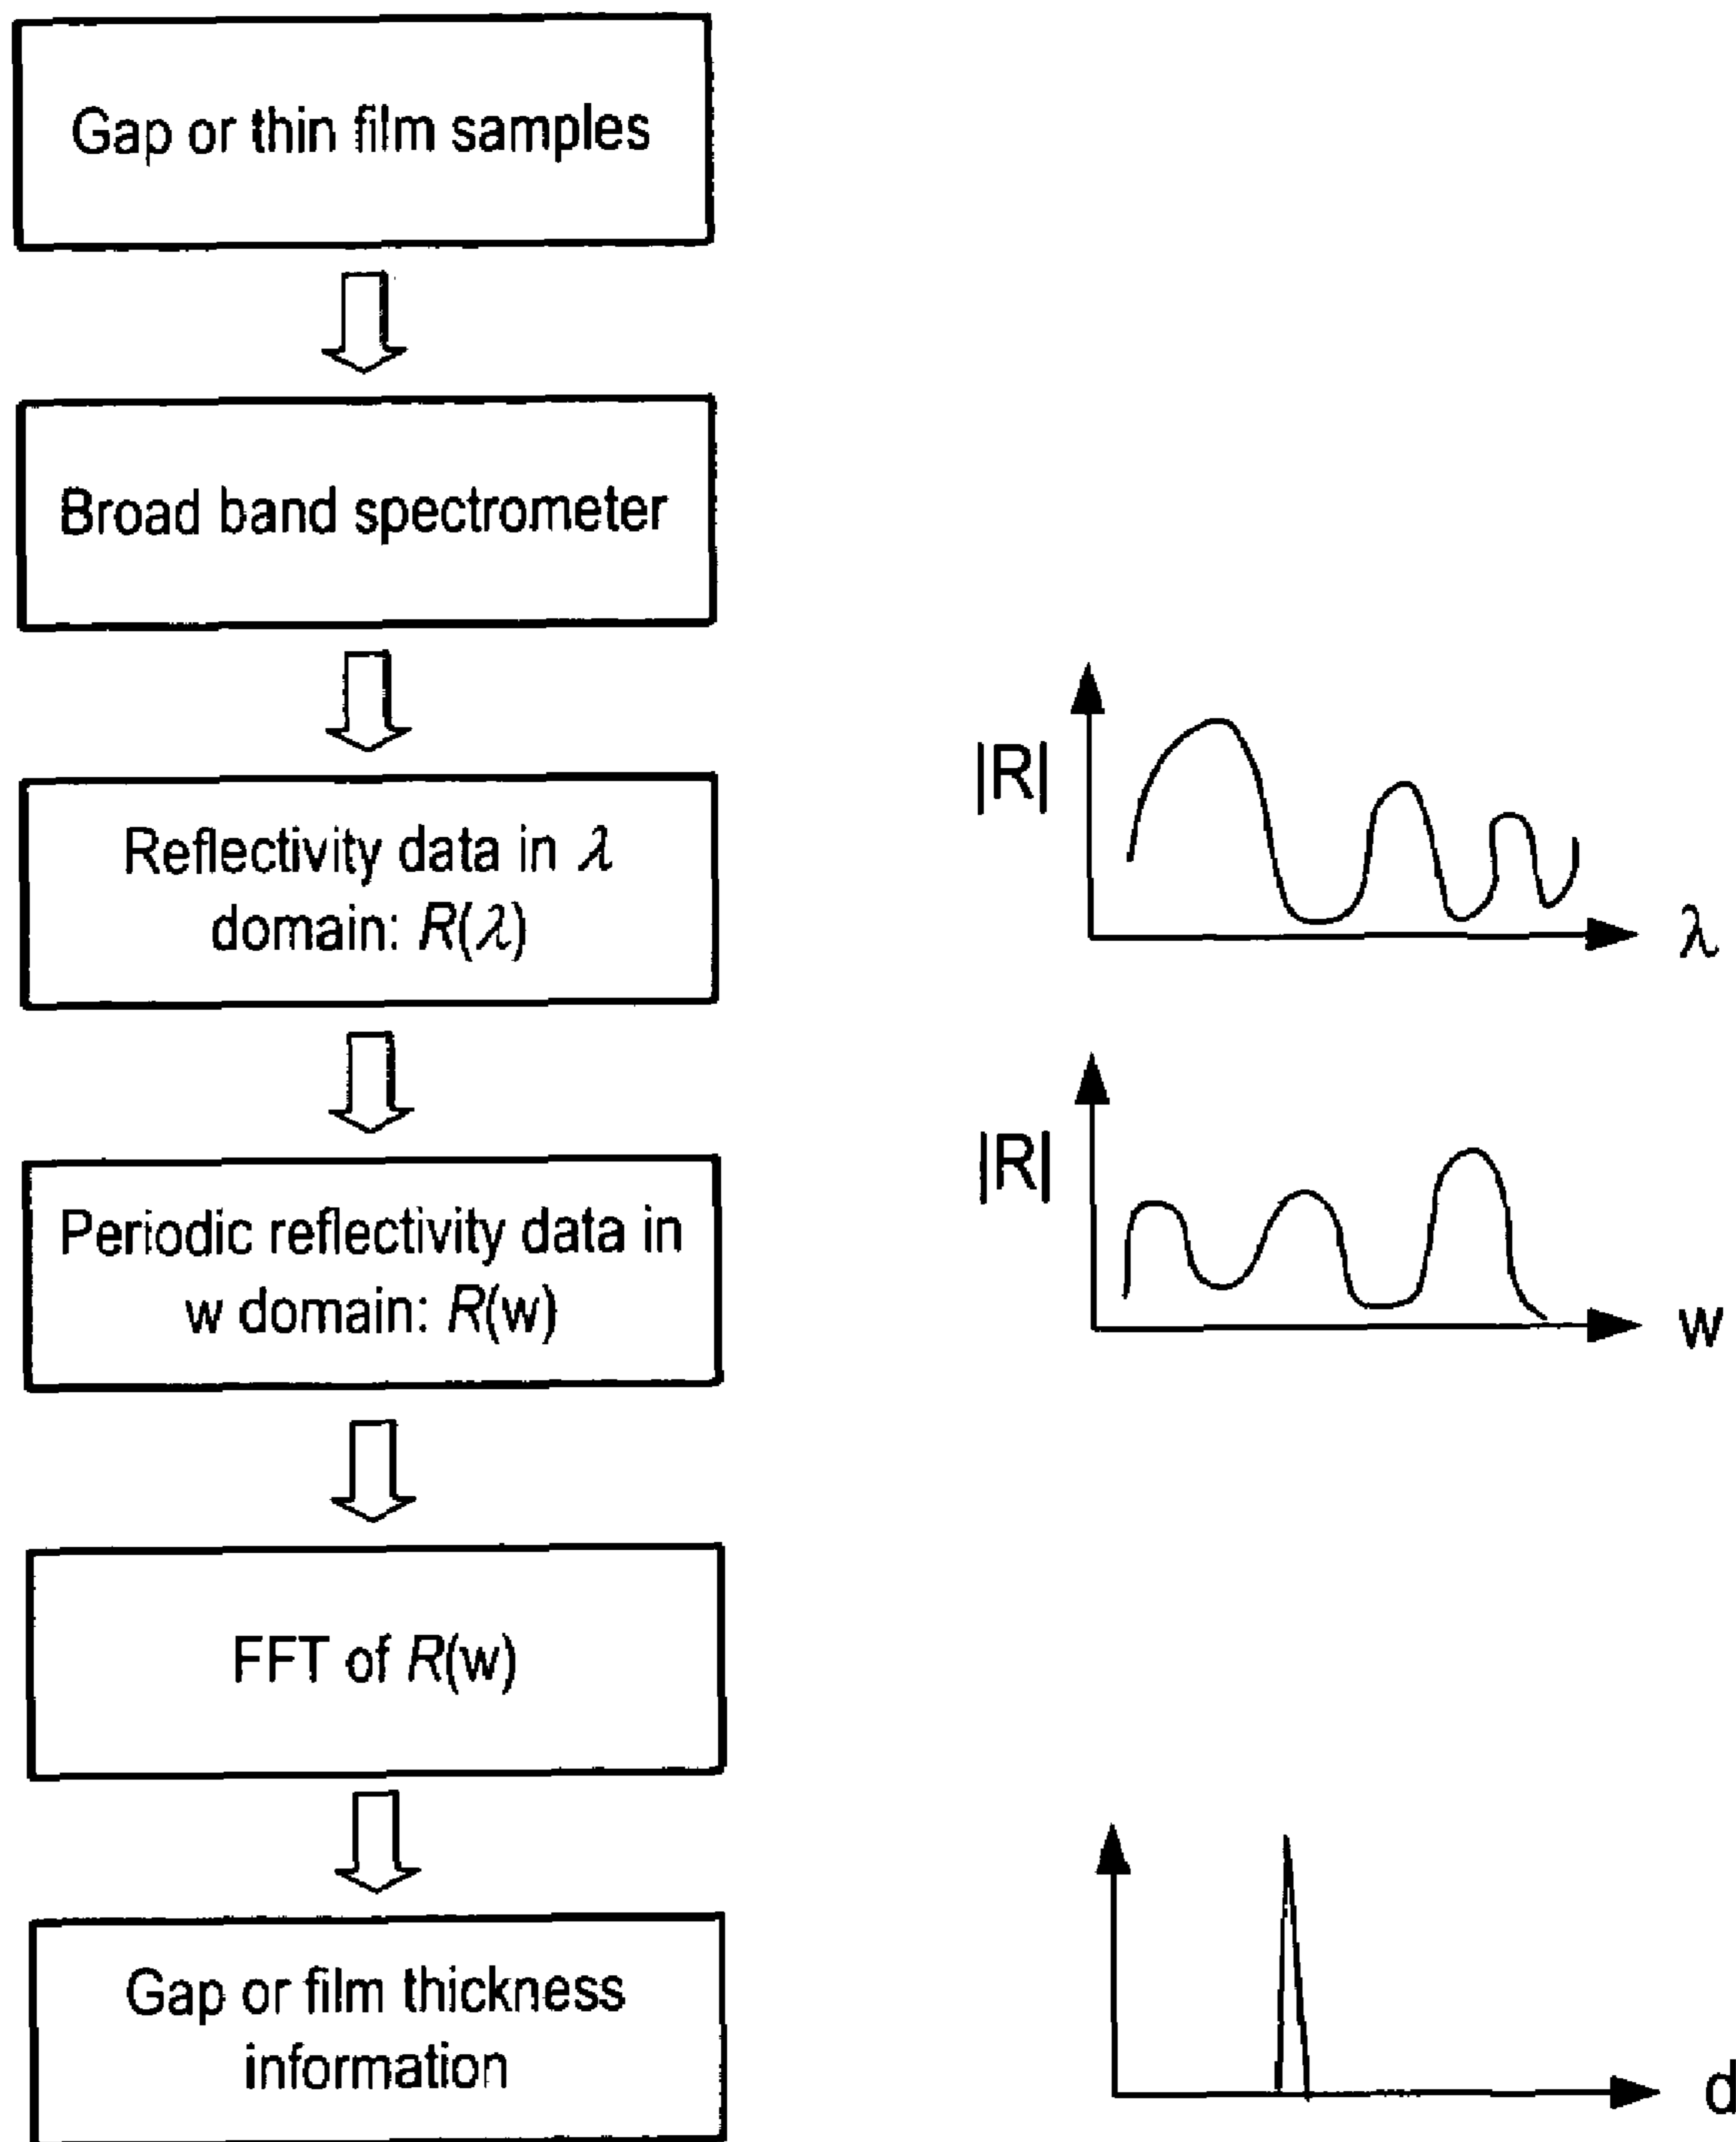 Gap or thin film samples
Broad band spectrometer
Reflectivity data in λ
domain: R(λ)
|R|
λ
Periodic reflectivity data in
w domain: R(w)
|R|
w
FFT of R(w)
Gap or film thickness
information
d